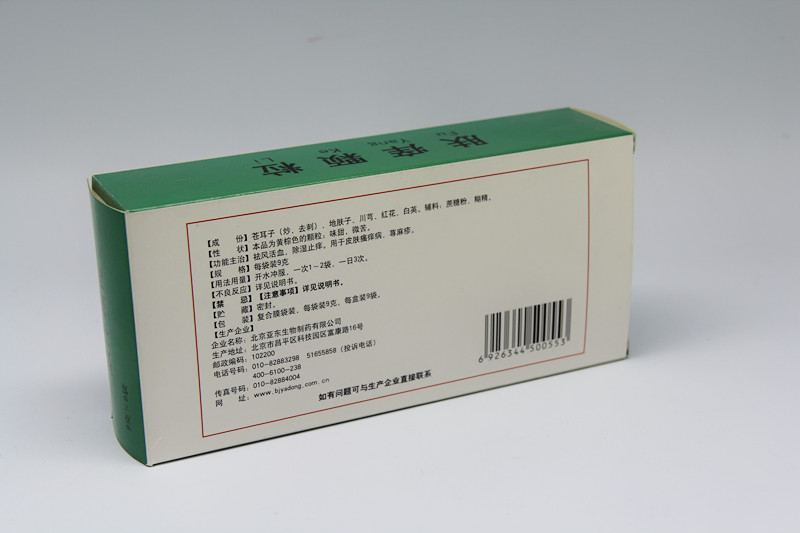 肤痒颗粒
Fu Yang Ke Li
【成 份】苍耳子（炒、去刺）、地肤子、川芎、红花、白英。辅料：蔗糖粉、糊精。
【性 状】本品为黄棕色的颗粒；味甜、微苦。
【功能主治】祛风活血，除湿止痒。用于皮肤瘙痒病，荨麻疹。
【规 格】每袋装9克
【用法用量】开水冲服，一次1～2袋，一日3次。
【不良反应】详见说明书。
【禁 忌】【注意事项】详见说明书。
【贮 藏】密封。
【包 装】复合膜袋装，每袋装9克，每盒装9袋。
【生产企业】
企业名称：北京亚东生物制药有限公司
生产地址：北京市昌平区科技园区富康路16号
邮政编码：102200
电话号码：010-82883298 51655858（投诉电话）
400-6100-238
传真号码：010-82884004
网 址：www.bjyadong.com.cn
如有问题可与生产企业直接联系
6 926344 500553